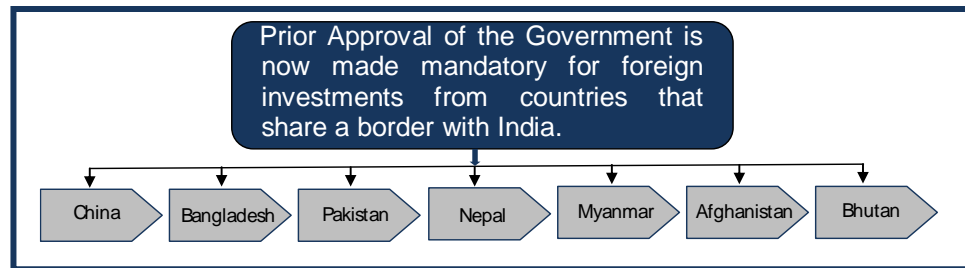 Prior Approval of the Government is
now made mandatory for foreign
investments from countries that
share a border with India.
China
Bangladesh
Pakistan
Nepal
Myanmar
Afghanistan
Bhutan